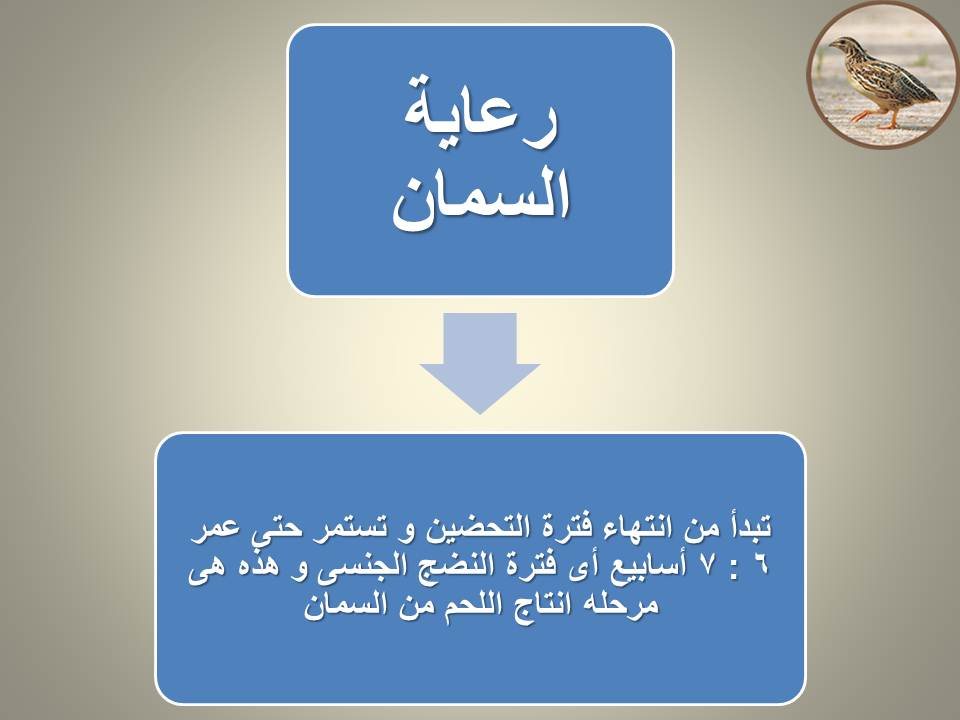 رعاية
السمان
تبدأ من انتهاء فترة التحضين و تستمر حتى عمر
٦ : ٧ أسابيع أى فترة النضج الجنسى و هذه هى
مرحله انتاج اللحم من السمان